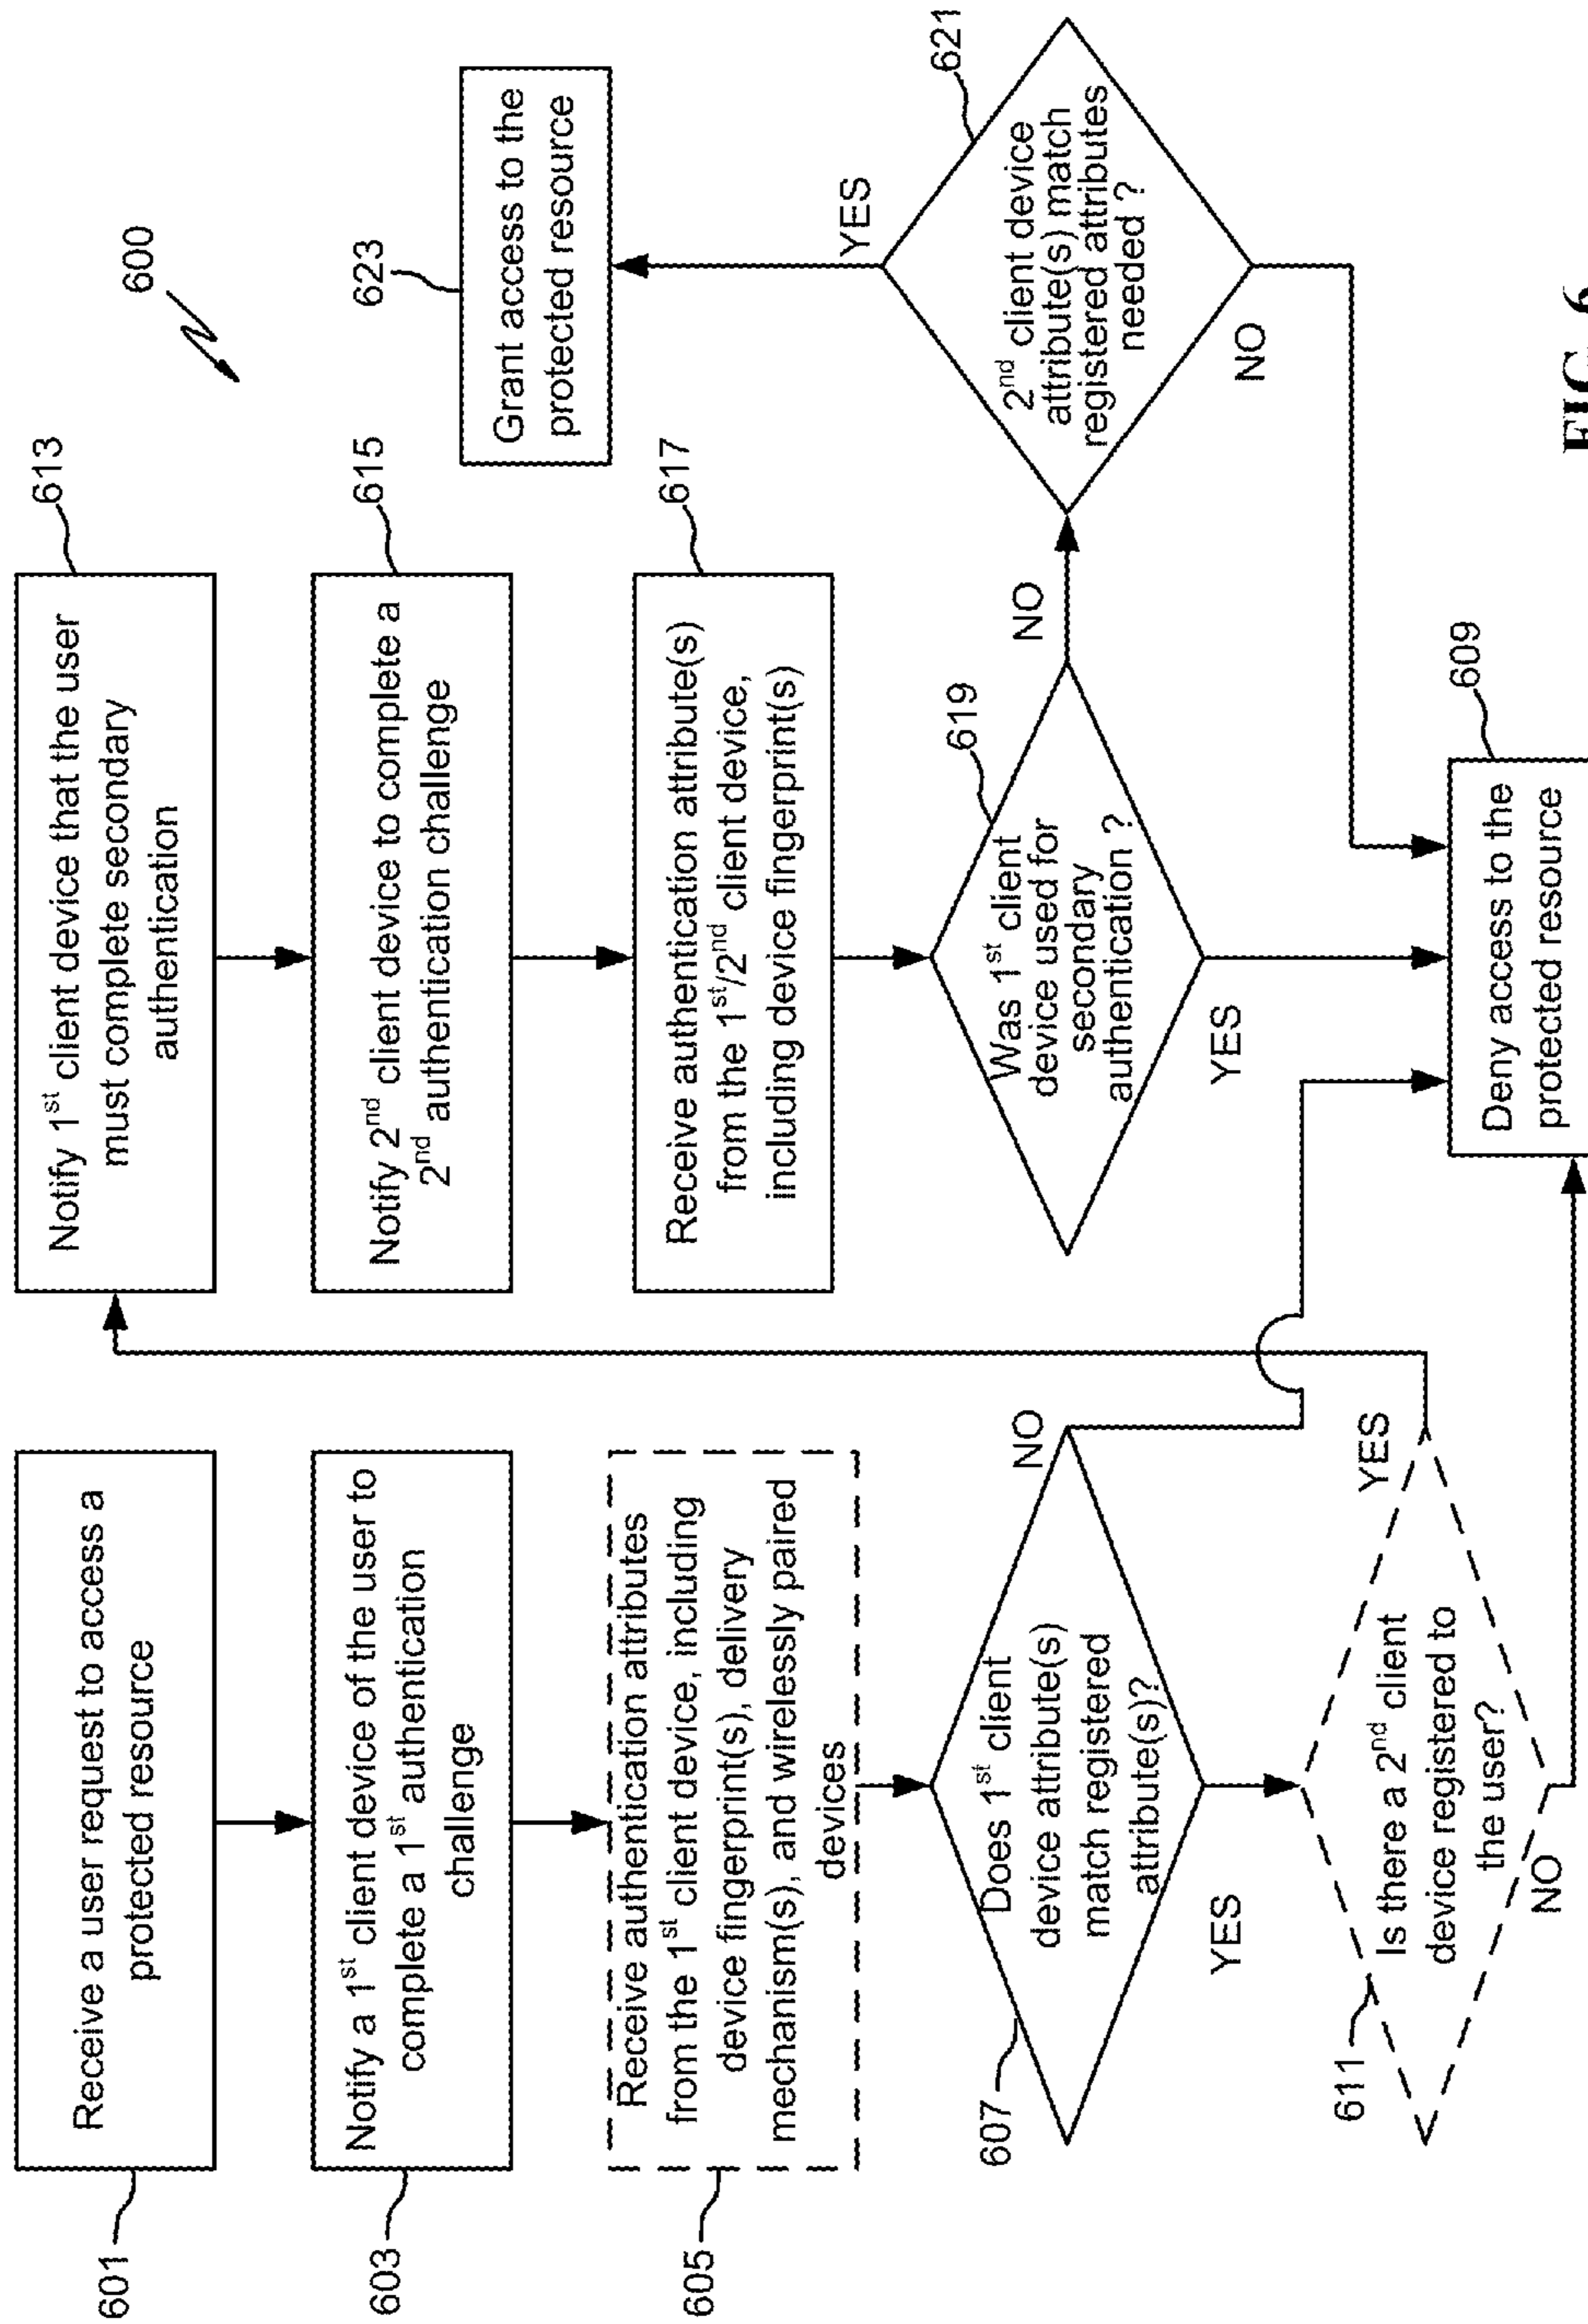 600
601
Receive a user request to access a
protected resource
603
Notify a 1st client device of the user to
complete a 1st authentication
challenge
605
Receive authentication attributes
from the 1st client device, including
device fingerprint(s), delivery
mechanism(s), and wirelessly paired
devices
607
Does 1st client
device attribute(s)
match registered
attribute(s)?
NO
YES
611
Is there a 2nd client
device registered to
the user?
YES
NO
613
Notify 1st client device that the user
must complete secondary
authentication
615
Notify 2nd client device to complete a
2nd authentication challenge
617
Receive authentication attribute(s)
from the 1st/2nd client device,
including device fingerprint(s)
619
Was 1st client
device used for
secondary
authentication ?
NO
YES
621
2nd client device
attribute(s) match
registered attributes
needed ?
YES
NO
623
Grant access to the
protected resource
609
Deny access to the
protected resource
FIG. 6